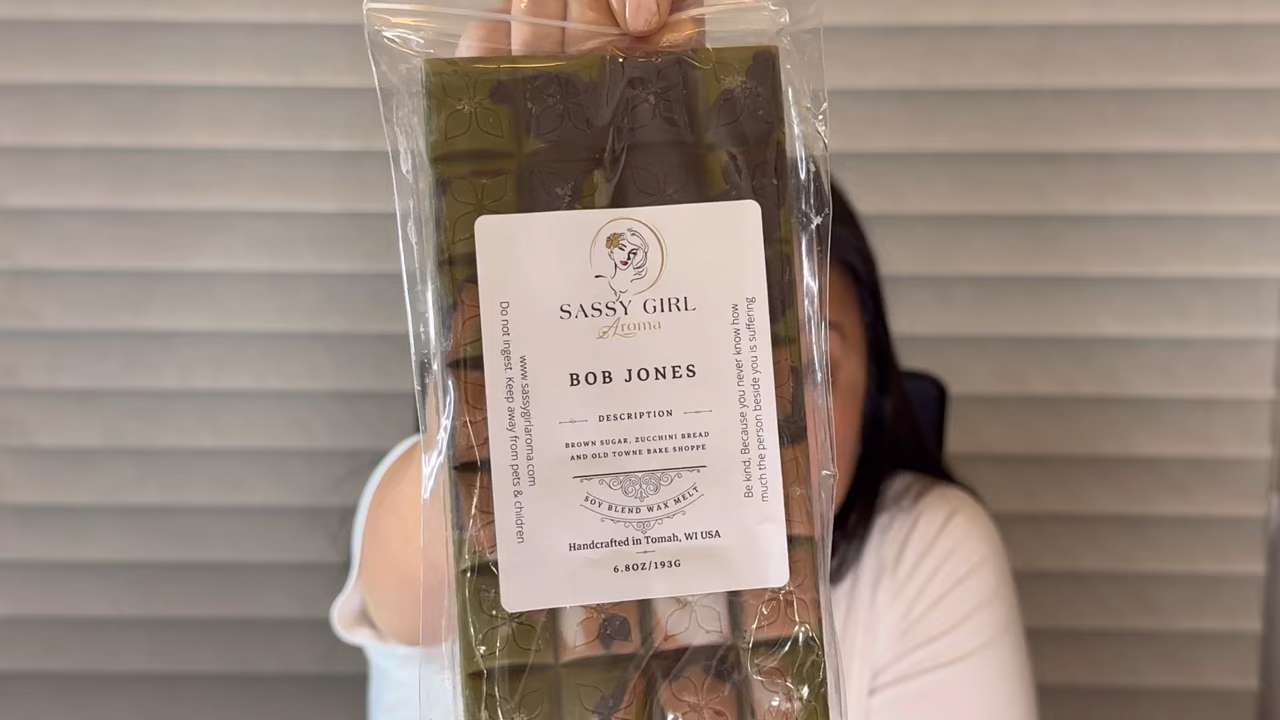 SASSY GIRL
Aroma
BOB JONES
DESCRIPTION
BROWN SUGAR, ZUCCHINI BREAD
AND OLD TOWNE BAKE SHOPPE
SOY BLEND WAX MELT
Handcrafted in Tomah, WI USA
6.8OZ/193G
www.sassygirlaroma.com
Do not ingest. Keep away from pets & children
Be kind. Because you never know how
much the person beside you is suffering